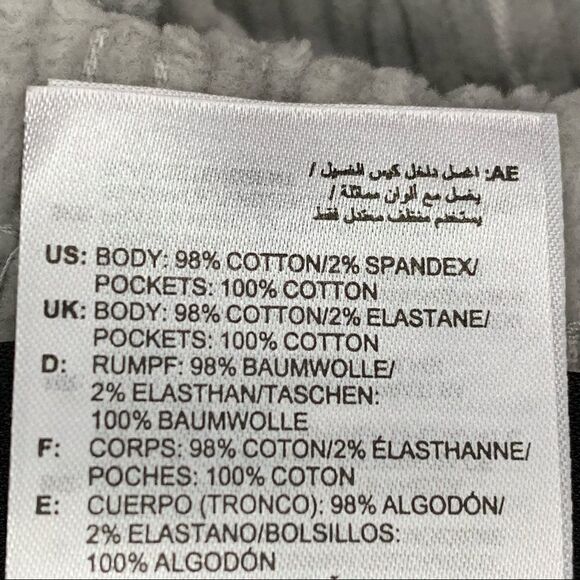 AE: اغسل داخل كيس الغسيل /
يغسل مع ألوان مماثلة /
يستخدم منظف معتدل فقط
US: BODY: 98% COTTON/2% SPANDEX/
POCKETS: 100% COTTON
UK: BODY: 98% COTTON/2% ELASTANE/
POCKETS: 100% COTTON
D: RUMPF: 98% BAUMWOLLE/
2% ELASTHAN/TASCHEN:
100% BAUMWOLLE
F: CORPS: 98% COTON/2% ÉLASTHANNE/
POCHES: 100% COTON
E: CUERPO (TRONCO): 98% ALGODÓN/
2% ELASTANO/BOLSILLOS:
100% ALGODÓN